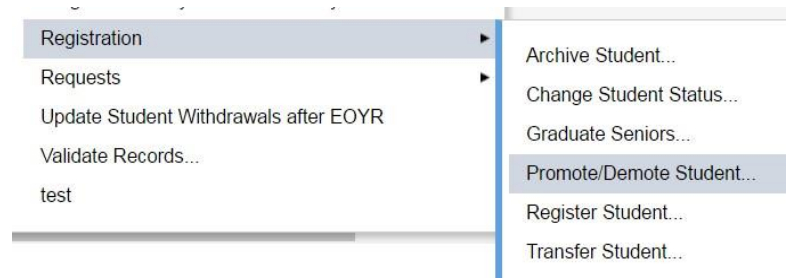 Registration
Requests
Update Student Withdrawals after EOYR
Validate Records...
test
Archive Student...
Change Student Status...
Graduate Seniors...
Promote/Demote Student...
Register Student...
Transfer Student...